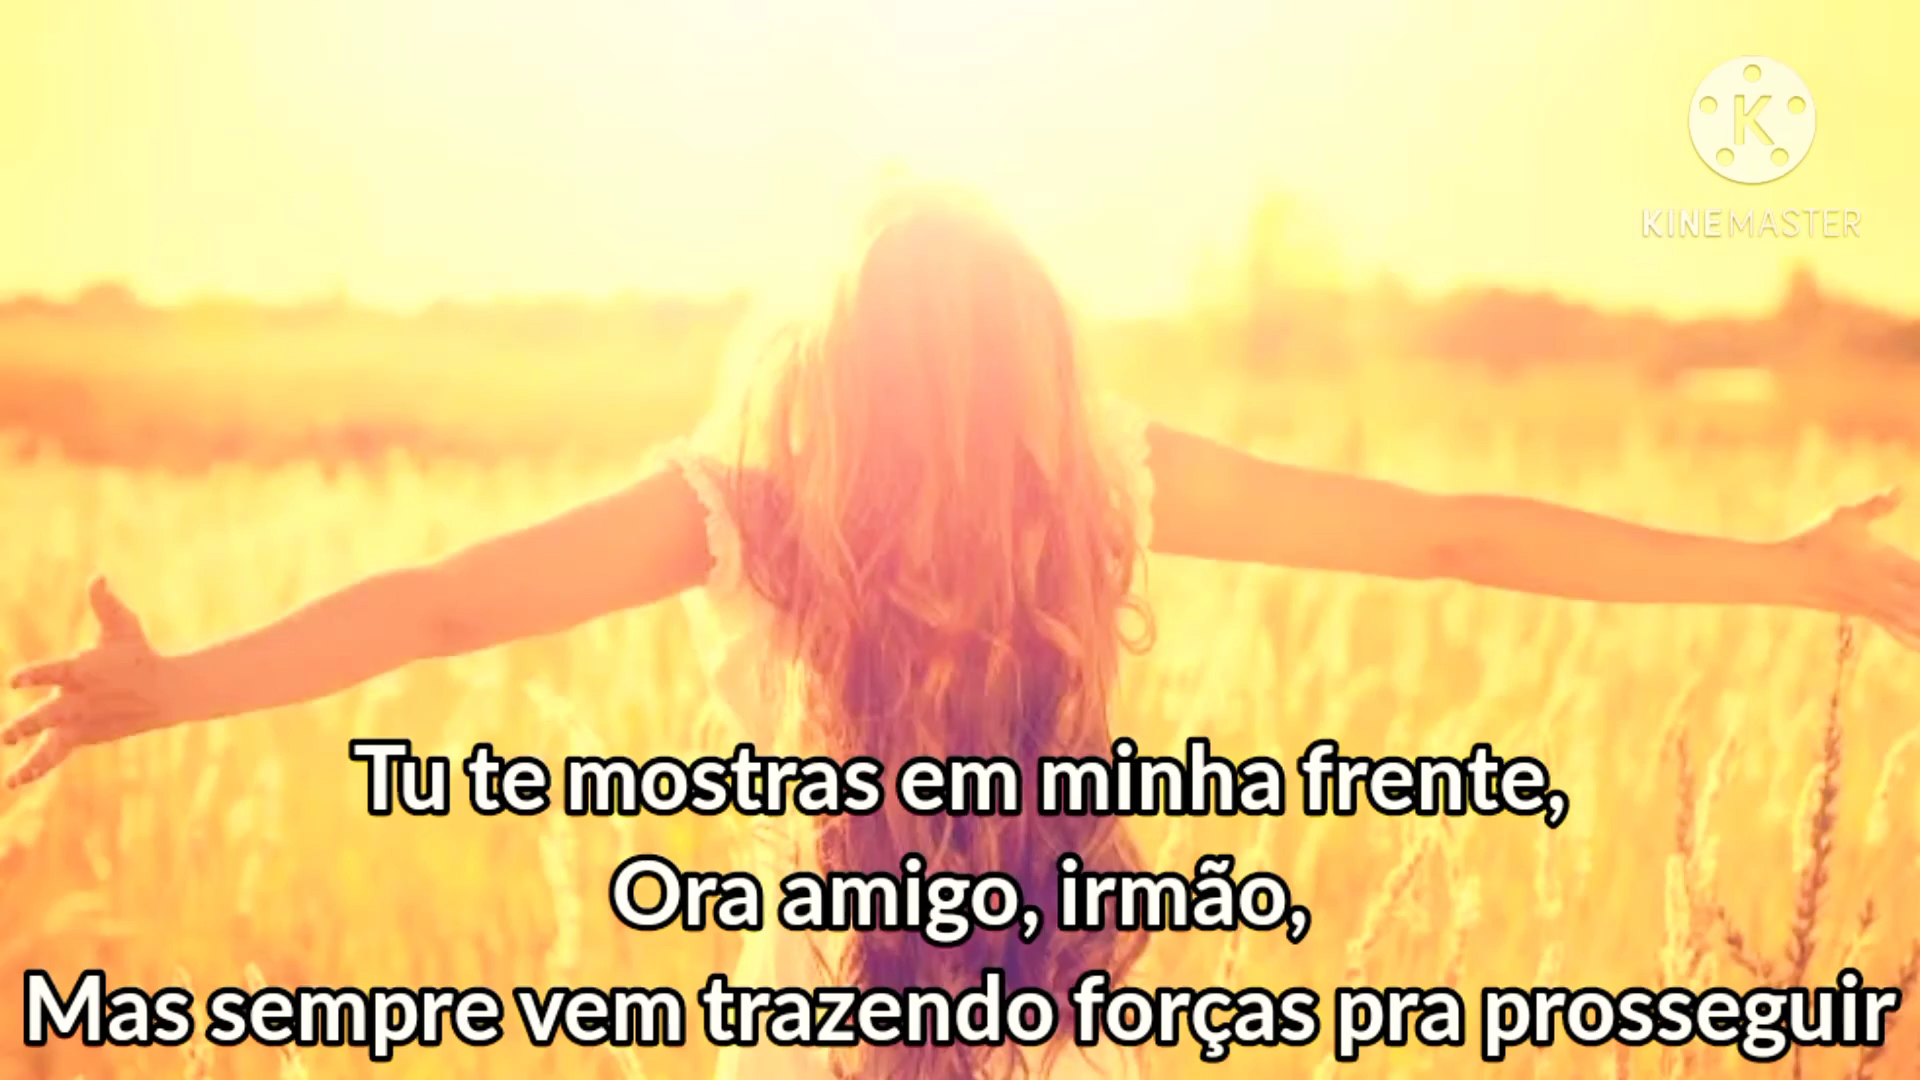 K
KINEMASTER
Tu te mostras em minha frente,
Ora amigo, irmão,
Mas sempre vem trazendo forças pra prosseguir